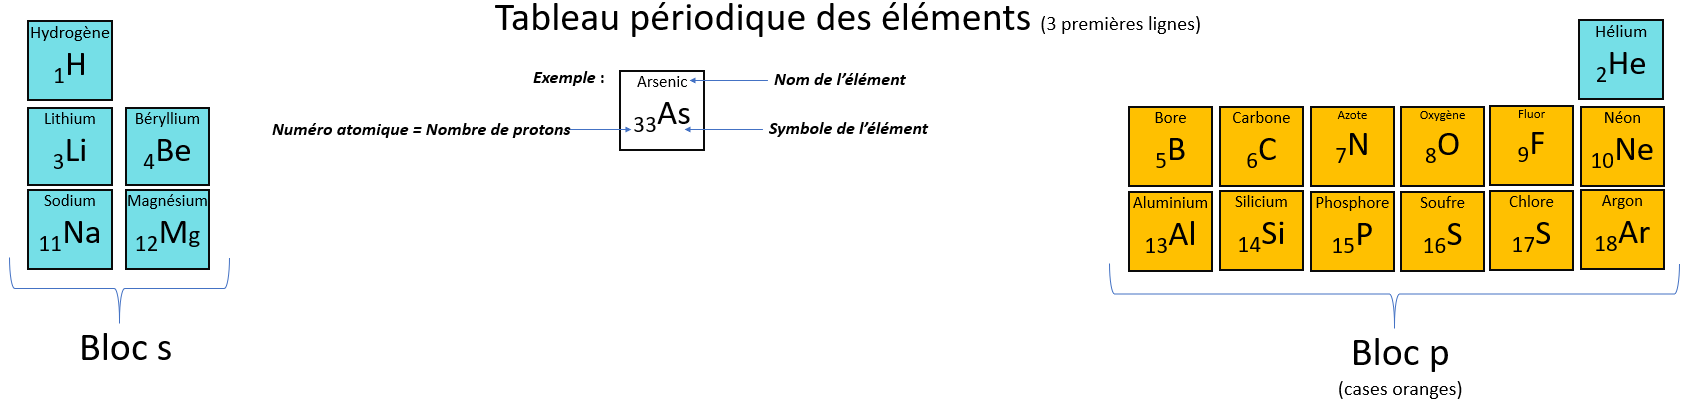 Tableau périodique des éléments (3 premières lignes)
Hydrogène
1H
Hélium
2He
Exemple :
Arsenic
33As
Nom de l'élément
Numéro atomique = Nombre de protons
Symbole de l'élément
Lithium
3Li
Béryllium
4Be
Bore
5B
Carbone
6C
Azote
7N
Oxygène
8O
Fluor
9F
Néon
10Ne
Sodium
11Na
Magnésium
12Mg
Aluminium
13Al
Silicium
14Si
Phosphore
15P
Soufre
16S
Chlore
17S
Argon
18Ar
Bloc s
Bloc p
(cases oranges)